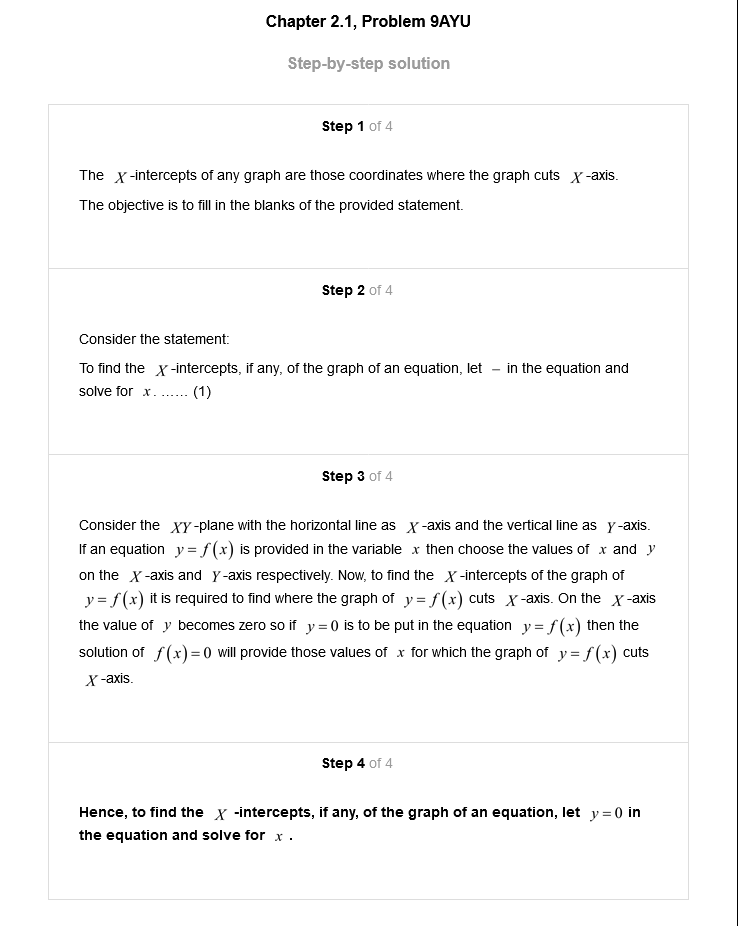 Chapter 2.1, Problem 9AYU
Step-by-step solution
Step 1 of 4
The X-intercepts of any graph are those coordinates where the graph cuts X-axis.
The objective is to fill in the blanks of the provided statement.
Step 2 of 4
Consider the statement:
To find the X-intercepts, if any, of the graph of an equation, let – in the equation and
solve for x. ...... (1)
Step 3 of 4
Consider the XY-plane with the horizontal line as X-axis and the vertical line as Y-axis.
If an equation y = f(x) is provided in the variable x then choose the values of x and y
on the X-axis and Y-axis respectively. Now, to find the X-intercepts of the graph of
y = f(x) it is required to find where the graph of y = f(x) cuts X-axis. On the X-axis
the value of y becomes zero so if y = 0 is to be put in the equation y = f(x) then the
solution of f(x) = 0 will provide those values of x for which the graph of y = f(x) cuts
X-axis.
Step 4 of 4
Hence, to find the X -intercepts, if any, of the graph of an equation, let y = 0 in
the equation and solve for x .